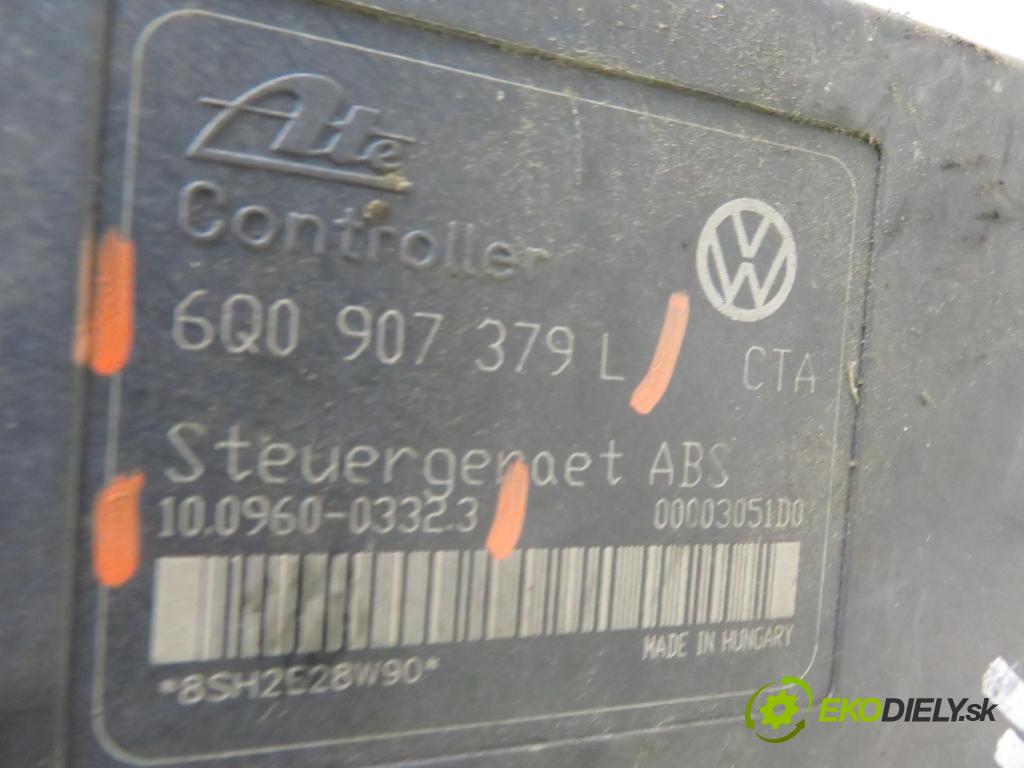 Ate
Controller
VW
6Q0 907 379 L
CTA
Steuergeraet ABS
10.0960-0332.3
00003051D0
MADE IN HUNGARY
*8SH2E28W90*
EKODIELY.sk